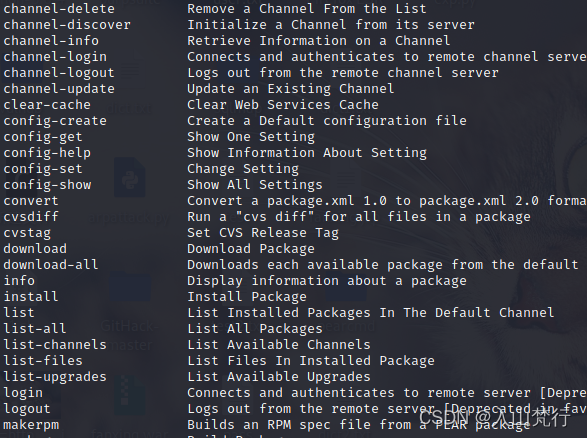 channel-delete Remove a Channel From the List
channel-discover Initialize a Channel from its server
channel-info Retrieve Information on a Channel
channel-login Connects and authenticates to remote channel serve
channel-logout Logs out from the remote channel server
channel-update Update an Existing Channel
clear-cache Clear Web Services Cache
config-create Create a Default configuration file
config-get Show One Setting
config-help Show Information About Setting
config-set Change Setting
config-show Show All Settings
convert Convert a package.xml 1.0 to package.xml 2.0 forma
cvsdiff Run a "cvs diff" for all files in a package
cvstag Set CVS Release Tag
download Download Package
download-all Downloads each available package from the default
info Display information about a package
install Install Package
list List Installed Packages In The Default Channel
list-all List All Packages
list-channels List Available Channels
list-files List Files In Installed Package
list-upgrades List Available Upgrades
login Connects and authenticates to remote server [Depre
logout Logs out from the remote server [Deprecated in fav
makerpm Builds an RPM spec file from a PEAR package
CSDN @人山梵行